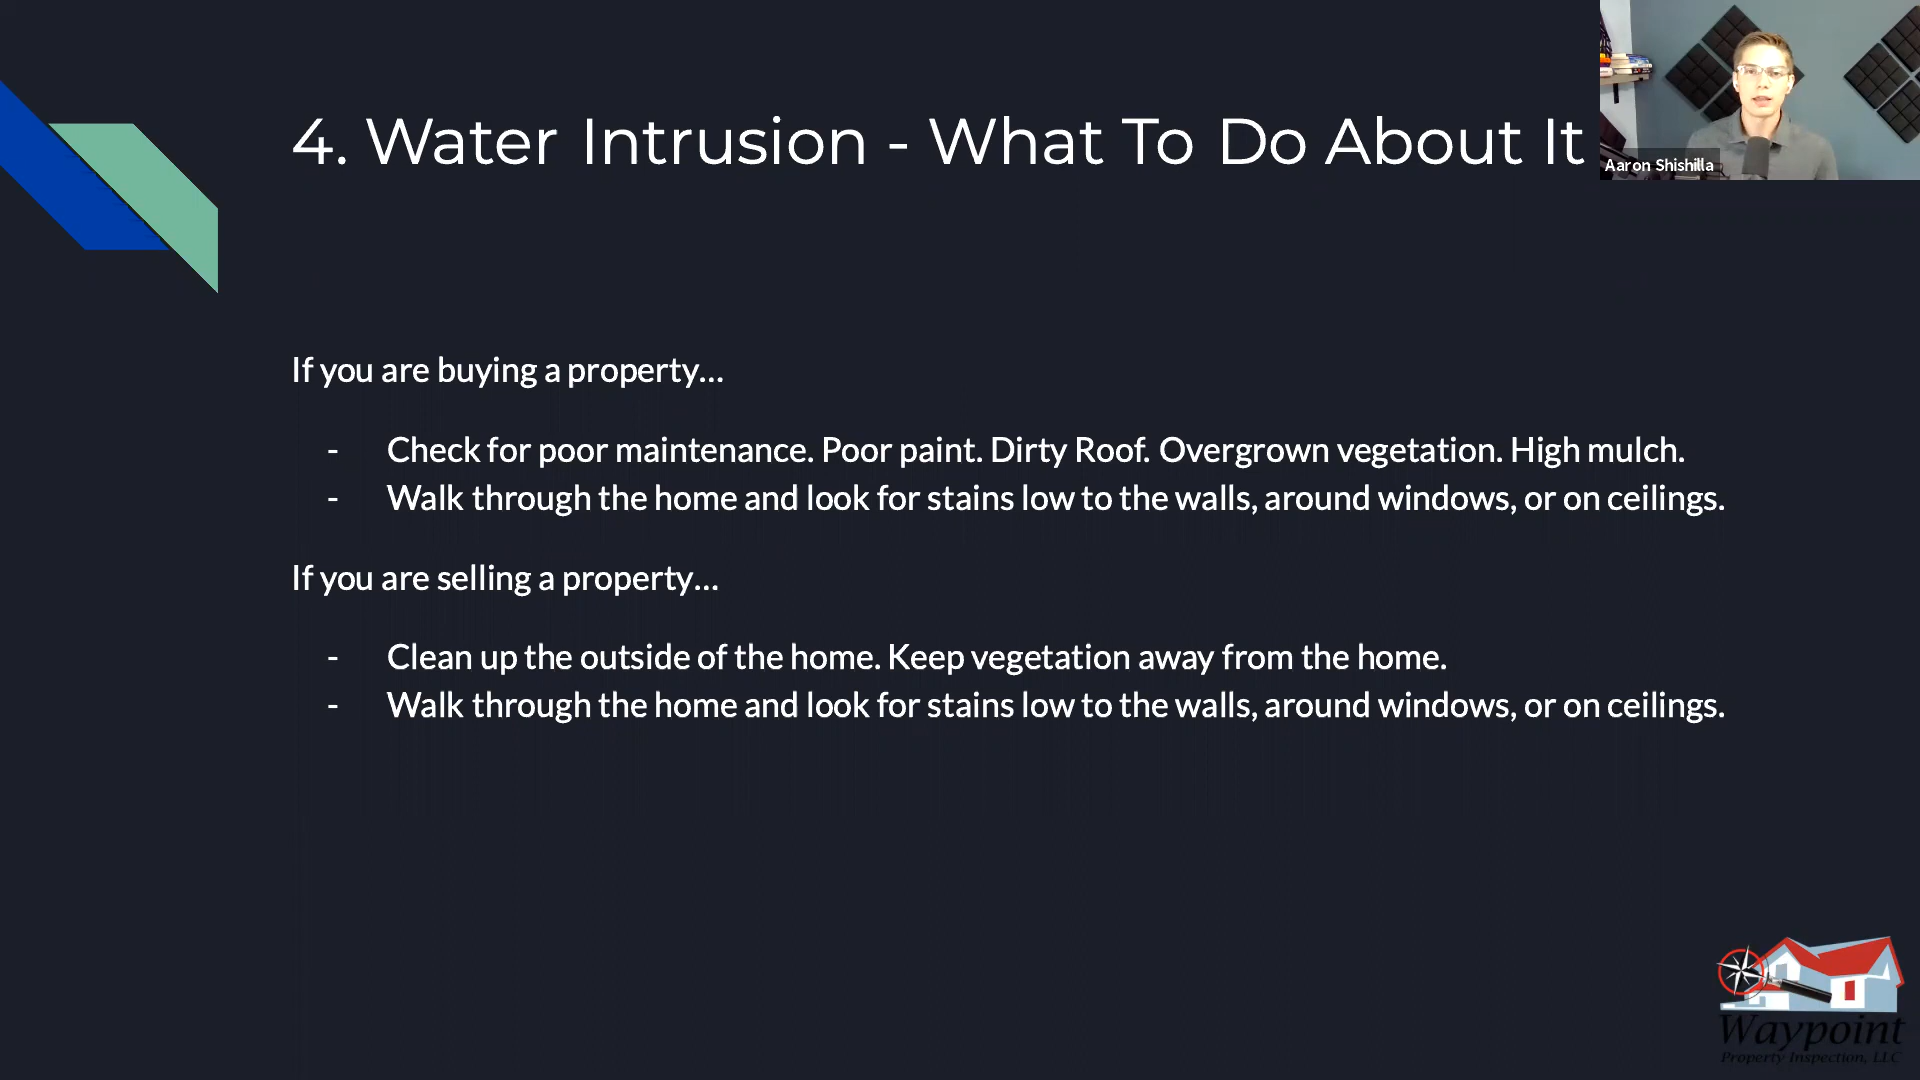 4. Water Intrusion - What To Do About It
Aaron Shishilla
If you are buying a property...
- Check for poor maintenance. Poor paint. Dirty Roof. Overgrown vegetation. High mulch.
- Walk through the home and look for stains low to the walls, around windows, or on ceilings.
If you are selling a property...
- Clean up the outside of the home. Keep vegetation away from the home.
- Walk through the home and look for stains low to the walls, around windows, or on ceilings.
Waypoint
Property Inspection, LLC